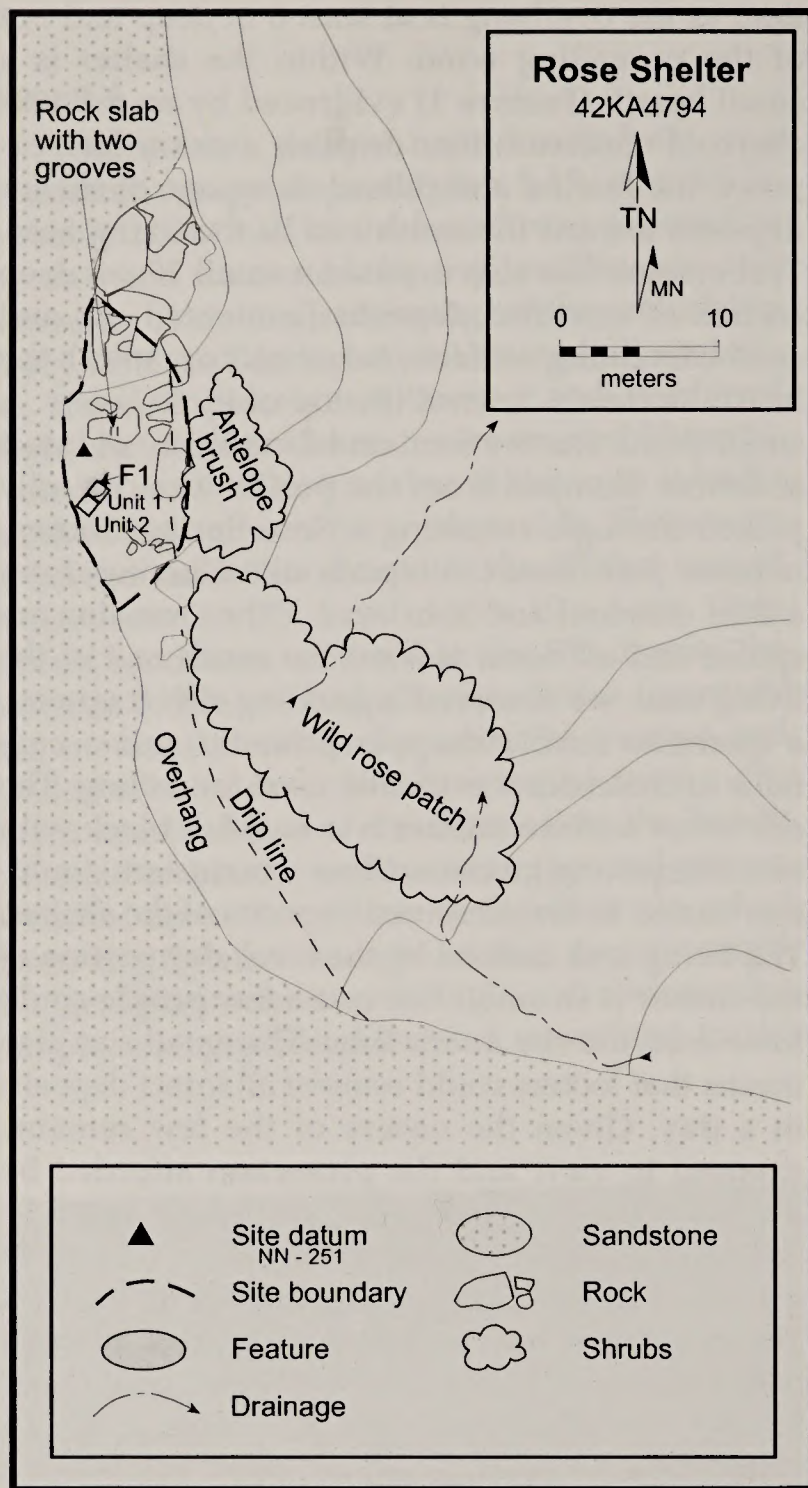 Rose Shelter
42KA4794
TN
MN
0 10
meters
Rock slab
with two
grooves
Antelope
brush
F1
Unit 1
Unit 2
Wild rose patch
Overhang
Drip line
Site datum
NN - 251
Site boundary
Feature
Drainage
Sandstone
Rock
Shrubs